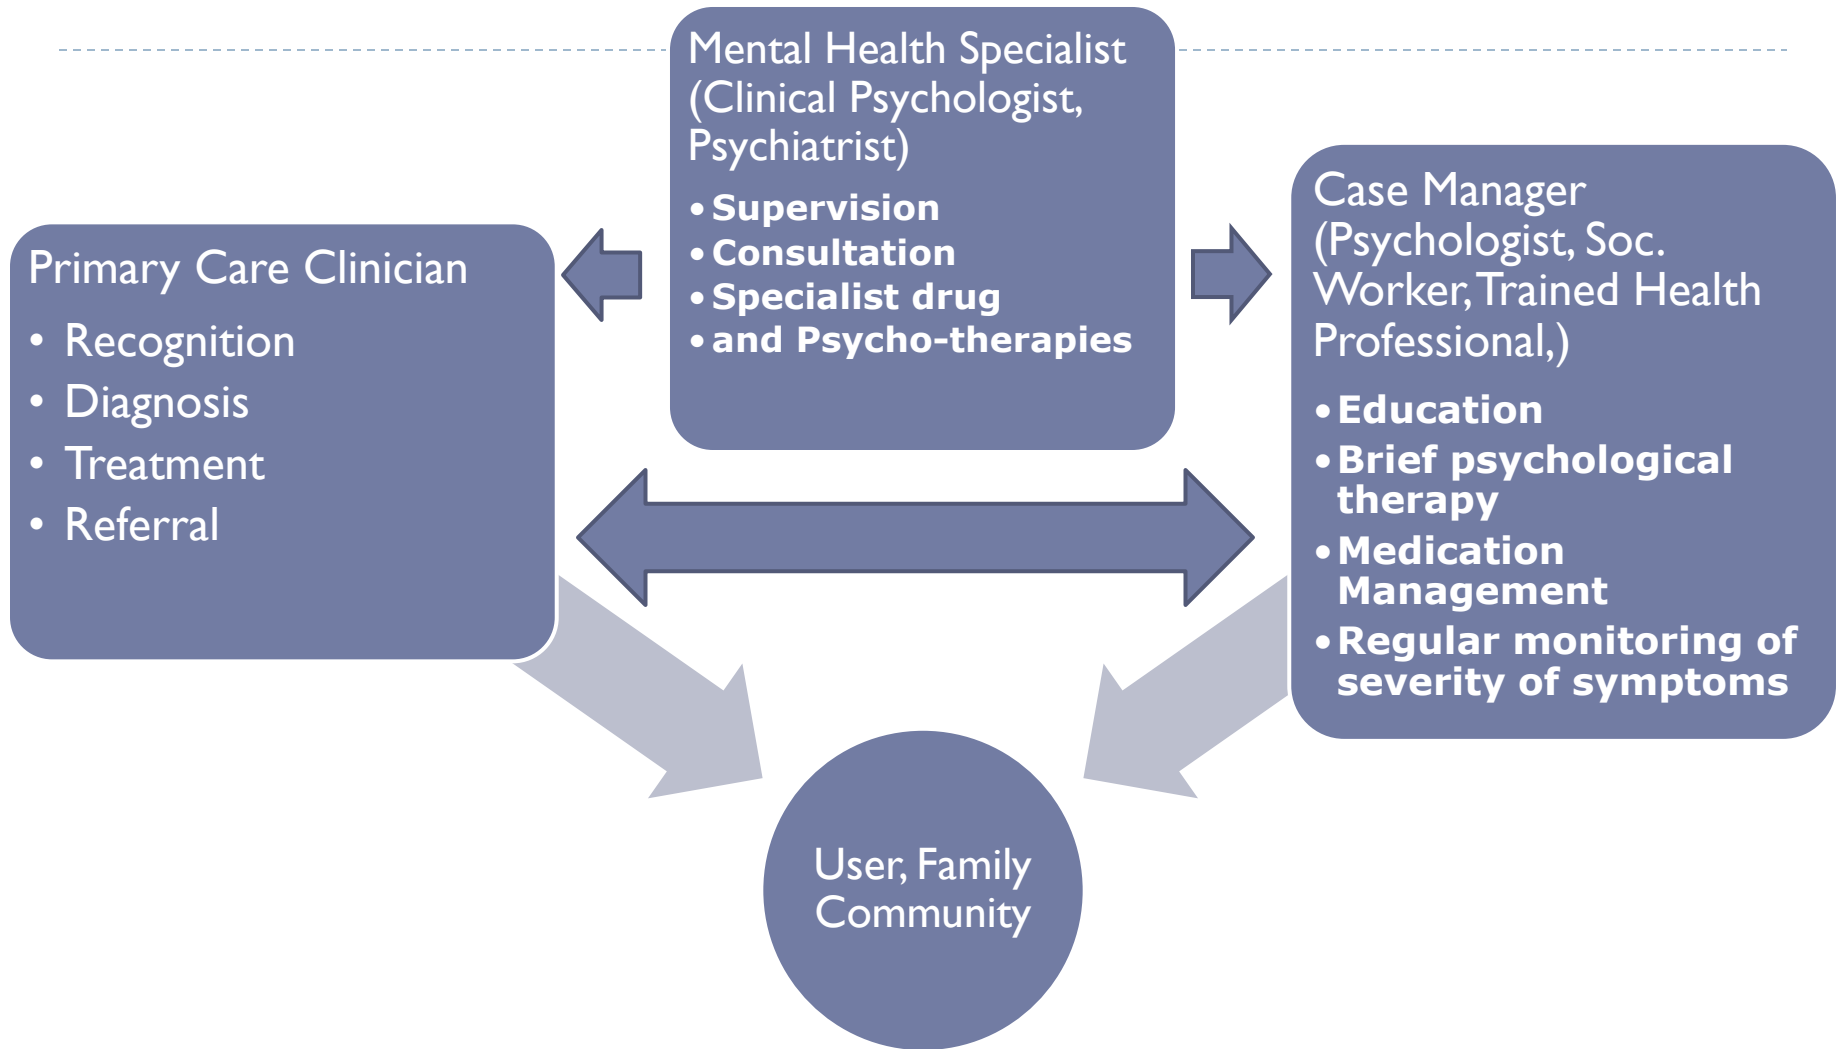 Mental Health Specialist
(Clinical Psychologist,
Psychiatrist)
•Supervision
•Consultation
•Specialist drug
•and Psycho-therapies
Primary Care Clinician
• Recognition
• Diagnosis
• Treatment
• Referral
Case Manager
(Psychologist, Soc.
Worker, Trained Health
Professional,)
•Education
•Brief psychological
therapy
•Medication
Management
•Regular monitoring of
severity of symptoms
User, Family
Community